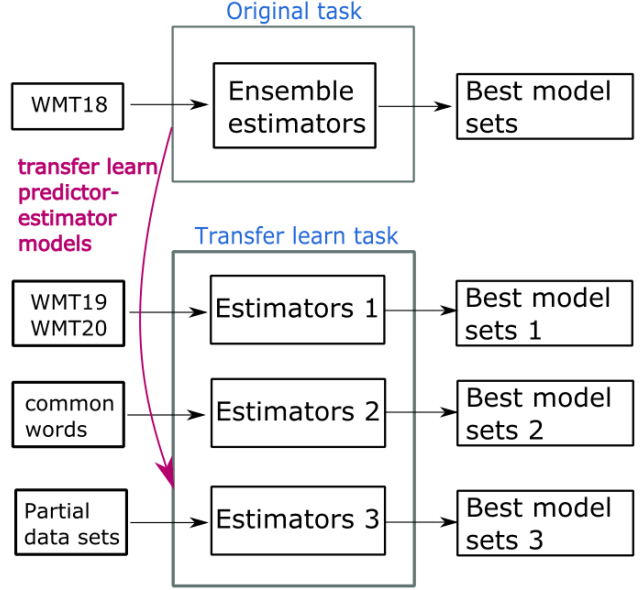 Original task
WMT18
Ensemble
estimators
Best model
sets
transfer learn
predictor-
estimator
models
Transfer learn task
WMT19
WMT20
Estimators 1
Best model
sets 1
common
words
Estimators 2
Best model
sets 2
Partial
data sets
Estimators 3
Best model
sets 3